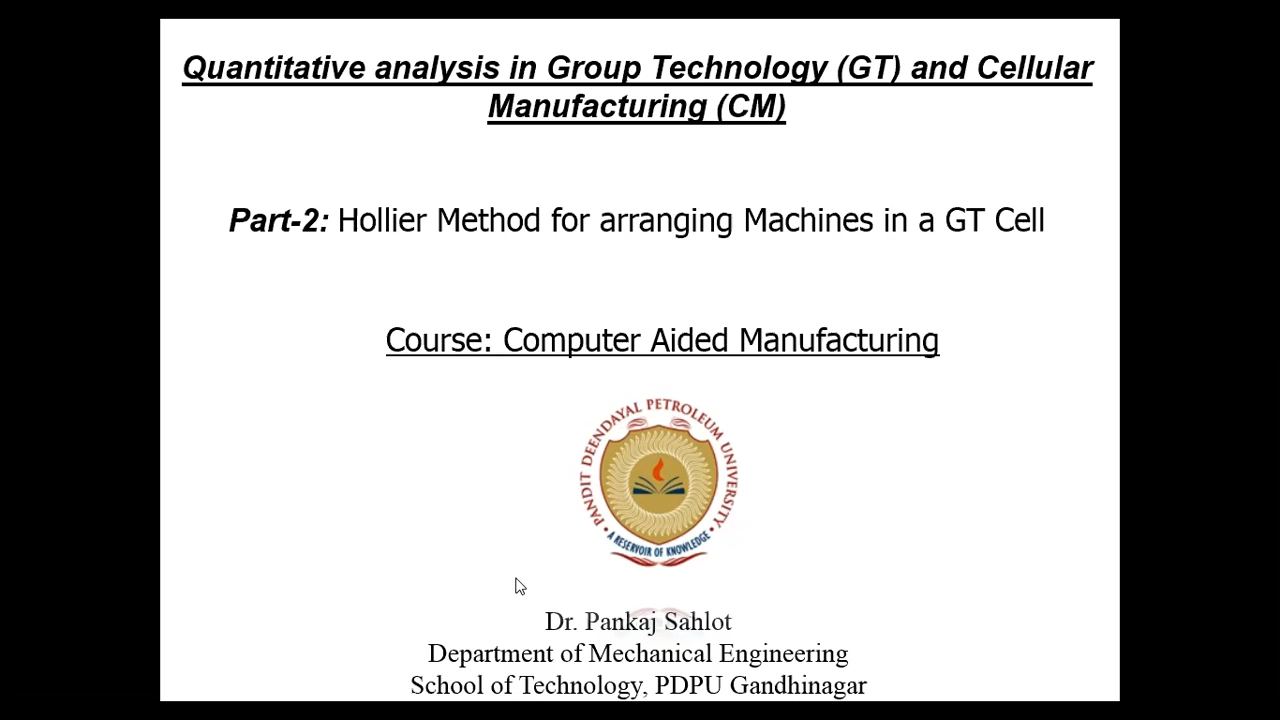 Quantitative analysis in Group Technology (GT) and Cellular
Manufacturing (CM)
Part-2: Hollier Method for arranging Machines in a GT Cell
Course: Computer Aided Manufacturing
PANDIT DEENDAYAL PETROLEUM UNIVERSITY
• A RESERVOIR OF KNOWLEDGE •
Dr. Pankaj Sahlot
Department of Mechanical Engineering
School of Technology, PDPU Gandhinagar